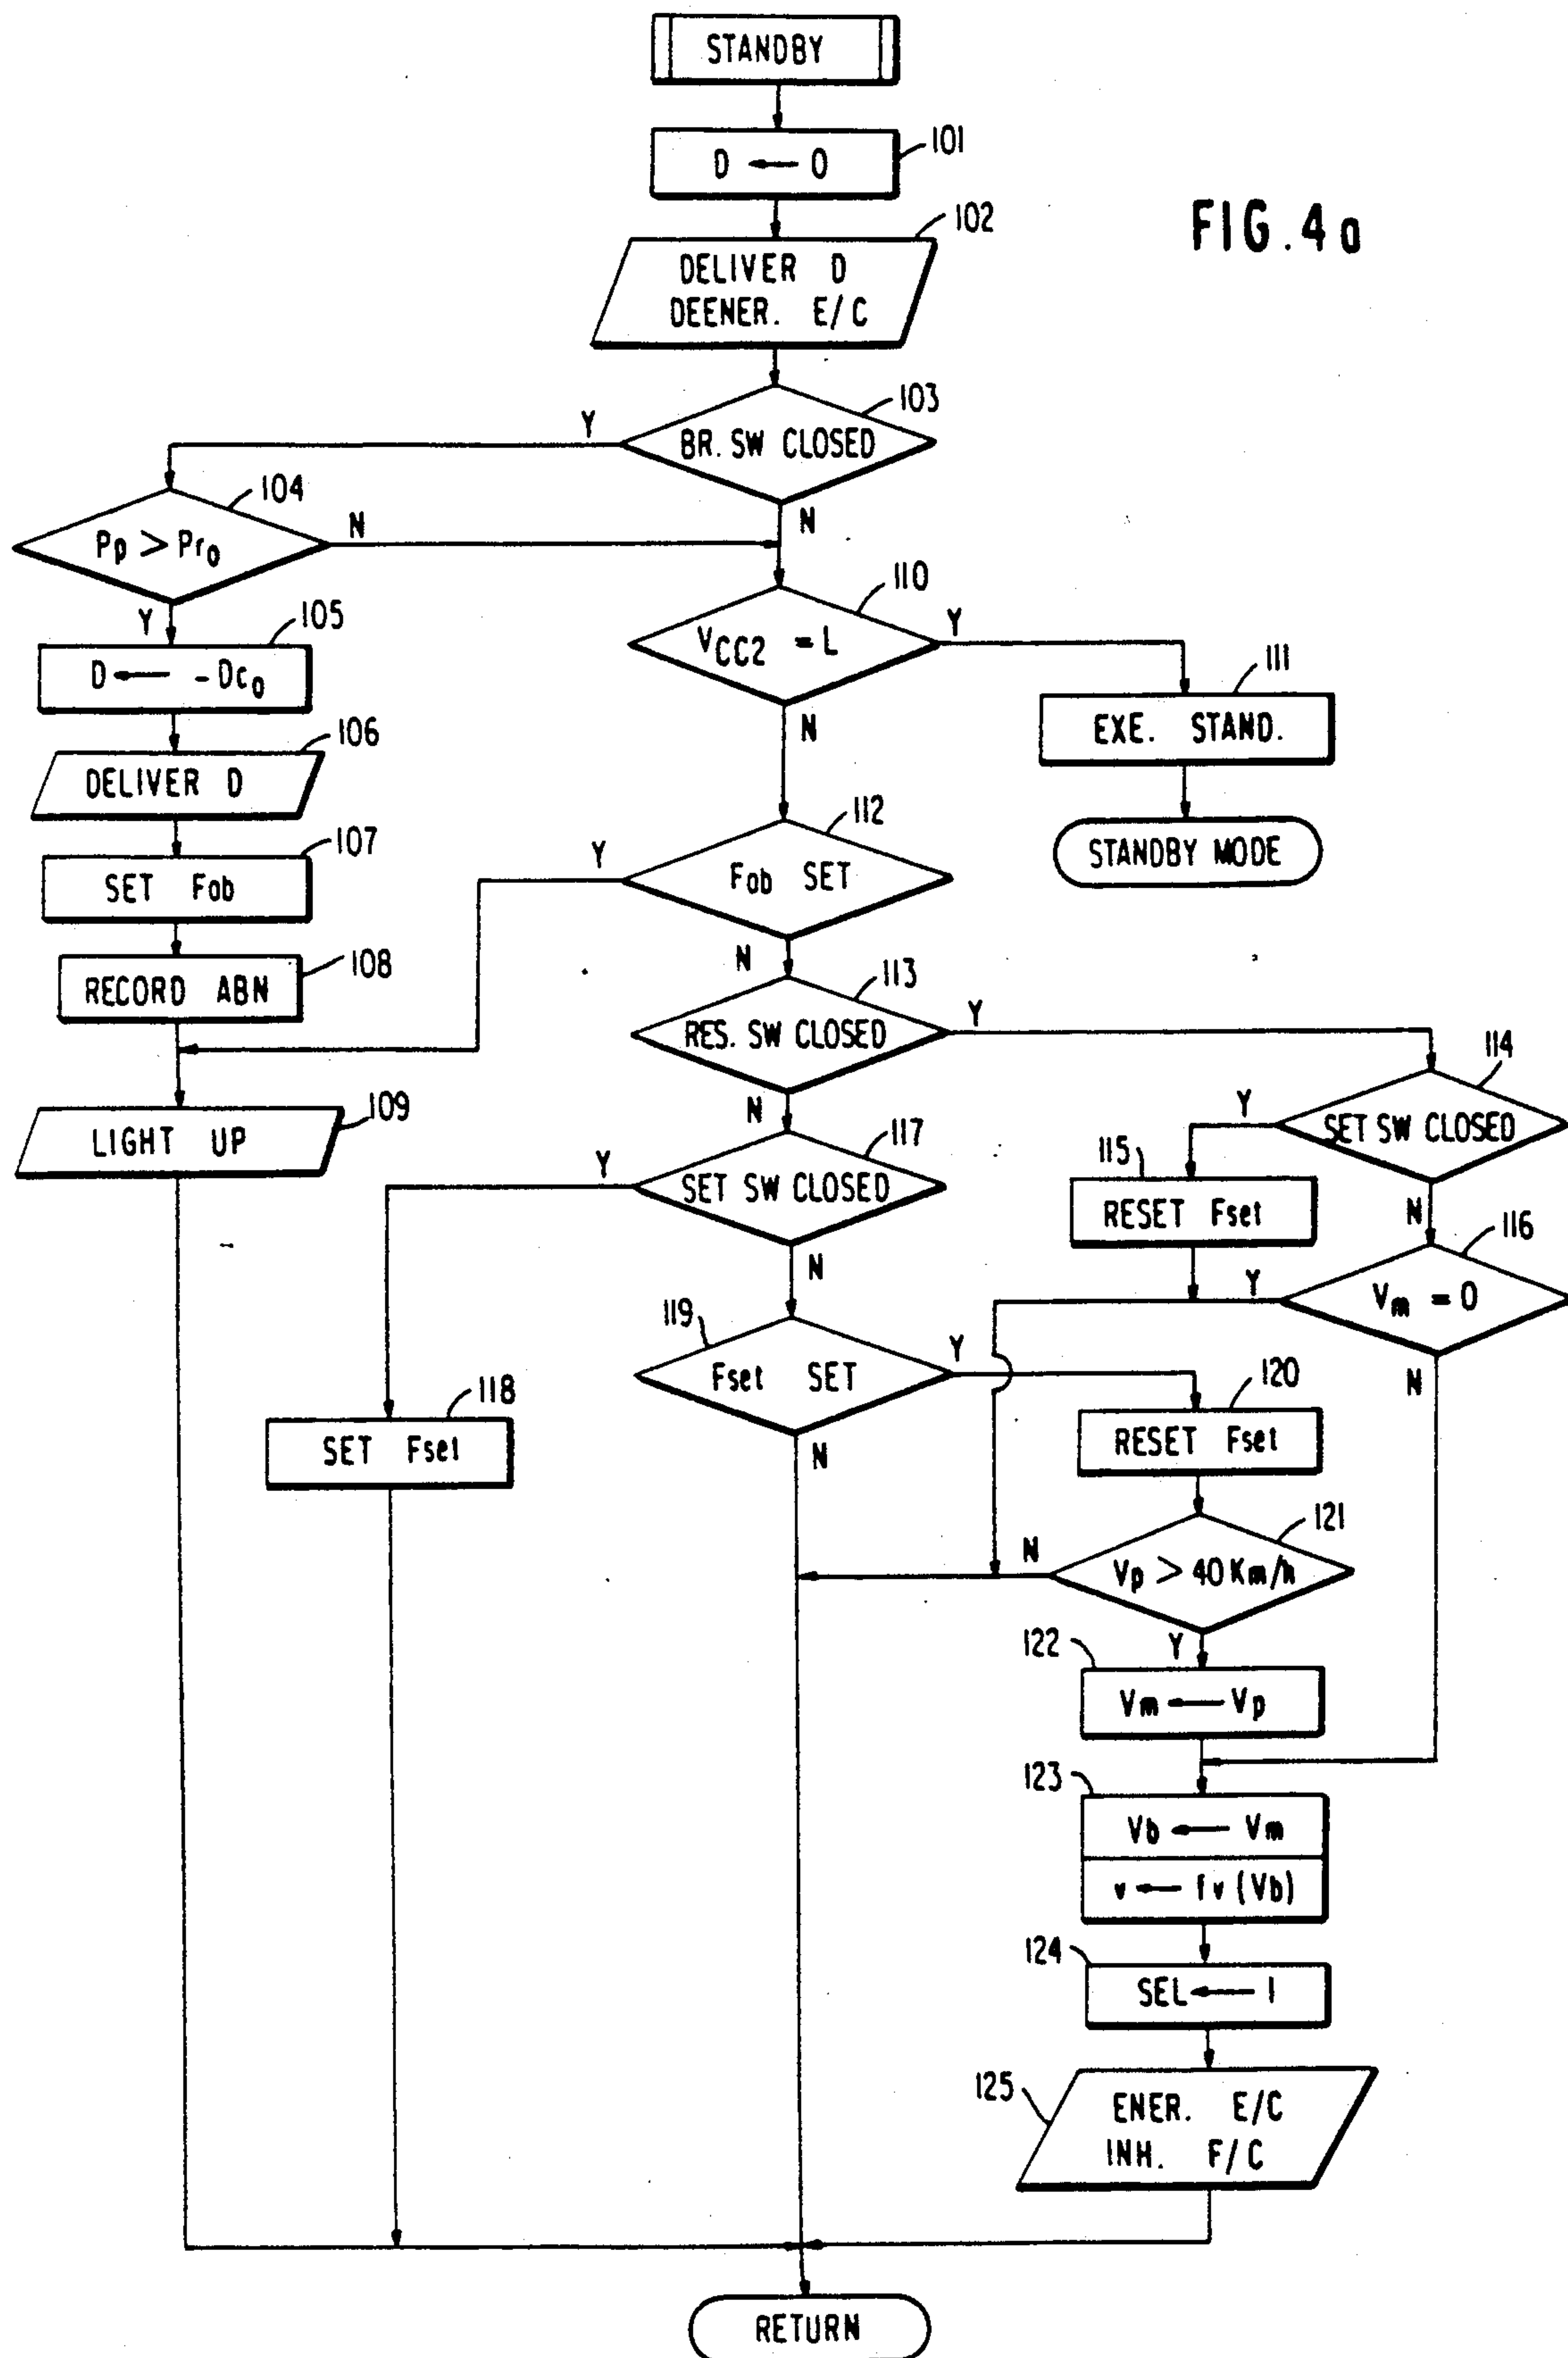 STANDBY
D ← 0
101
FIG. 4a
DELIVER D
DEENER. E/C
102
BR. SW CLOSED
103
Y
N
Pp > Pr0
104
N
Y
D ← -Dc0
105
DELIVER D
106
SET Fab
107
RECORD ABN
108
LIGHT UP
109
VCC2 = L
110
Y
N
EXE. STAND.
111
STANDBY MODE
Fab SET
112
Y
N
RES. SW CLOSED
113
Y
N
SET SW CLOSED
114
Y
N
RESET Fset
115
Vm = 0
116
Y
N
SET SW CLOSED
117
Y
N
SET Fset
118
Fset SET
119
Y
N
RESET Fset
120
Vp > 40 Km/h
121
N
Y
Vm ← Vp
122
Vb ← Vm
v ← fv (Vb)
123
SEL ← 1
124
ENER. E/C
INH. F/C
125
RETURN